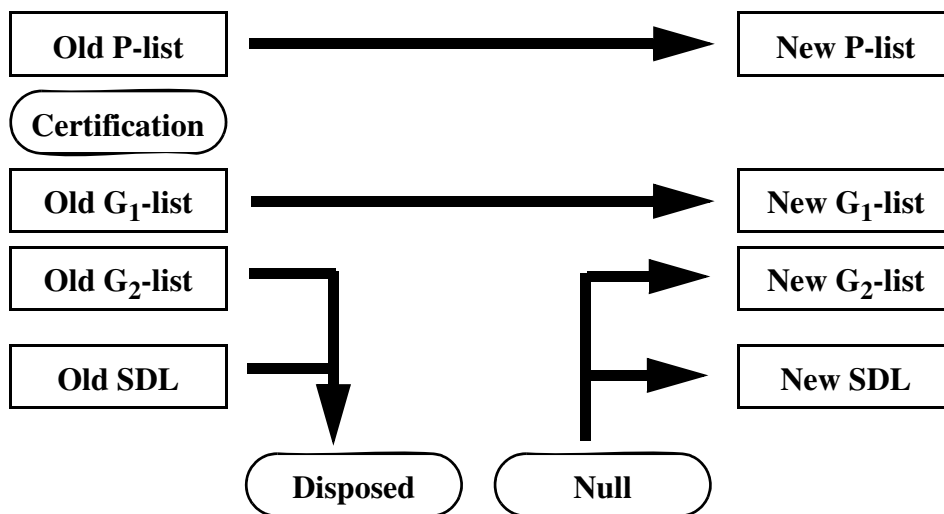 Old P-list
New P-list
Certification
Old G₁-list
New G₁-list
Old G₂-list
New G₂-list
Old SDL
New SDL
Disposed
Null